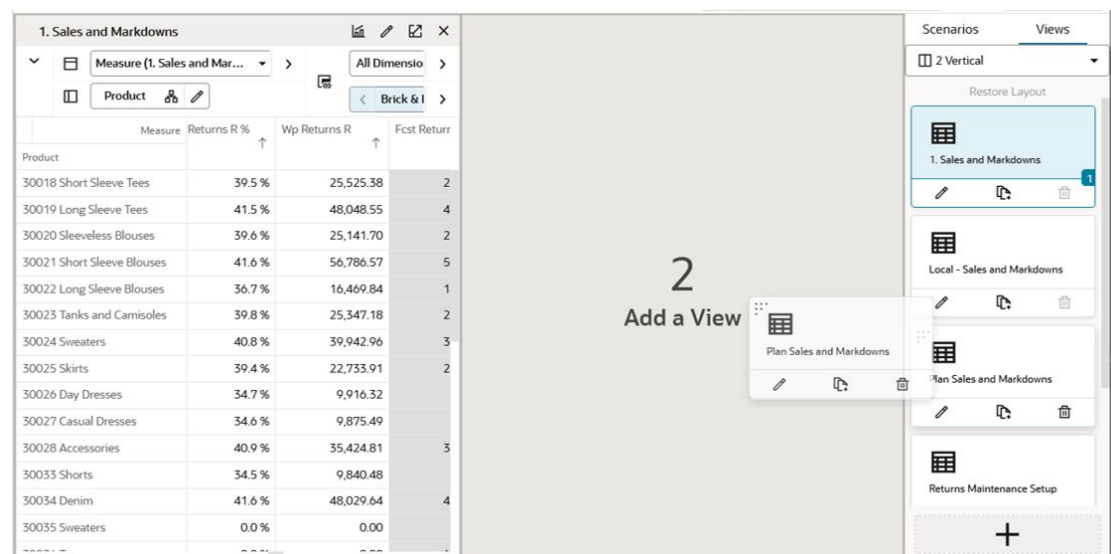 1. Sales and Markdowns
Measure (1. Sales and Mar...
All Dimensio
Product
Brick &
Measure Returns R % Wp Returns R Fcst Returr
Product
30018 Short Sleeve Tees 39.5 % 25,525.38 2
30019 Long Sleeve Tees 41.5 % 48,048.55 4
30020 Sleeveless Blouses 39.6 % 25,141.70 2
30021 Short Sleeve Blouses 41.6 % 56,786.57 5
30022 Long Sleeve Blouses 36.7 % 16,469.84 1
30023 Tanks and Camisoles 39.8 % 25,347.18 2
30024 Sweaters 40.8 % 39,942.96 3
30025 Skirts 39.4 % 22,733.91 2
30026 Day Dresses 34.7 % 9,916.32
30027 Casual Dresses 34.6 % 9,875.49
30028 Accessories 40.9 % 35,424.81 3
30033 Shorts 34.5 % 9,840.48
30034 Denim 41.6 % 48,029.64 4
30035 Sweaters 0.0 % 0.00
2
Add a View
Plan Sales and Markdowns
Scenarios Views
2 Vertical
Restore Layout
1. Sales and Markdowns
1
Local - Sales and Markdowns
Plan Sales and Markdowns
Returns Maintenance Setup